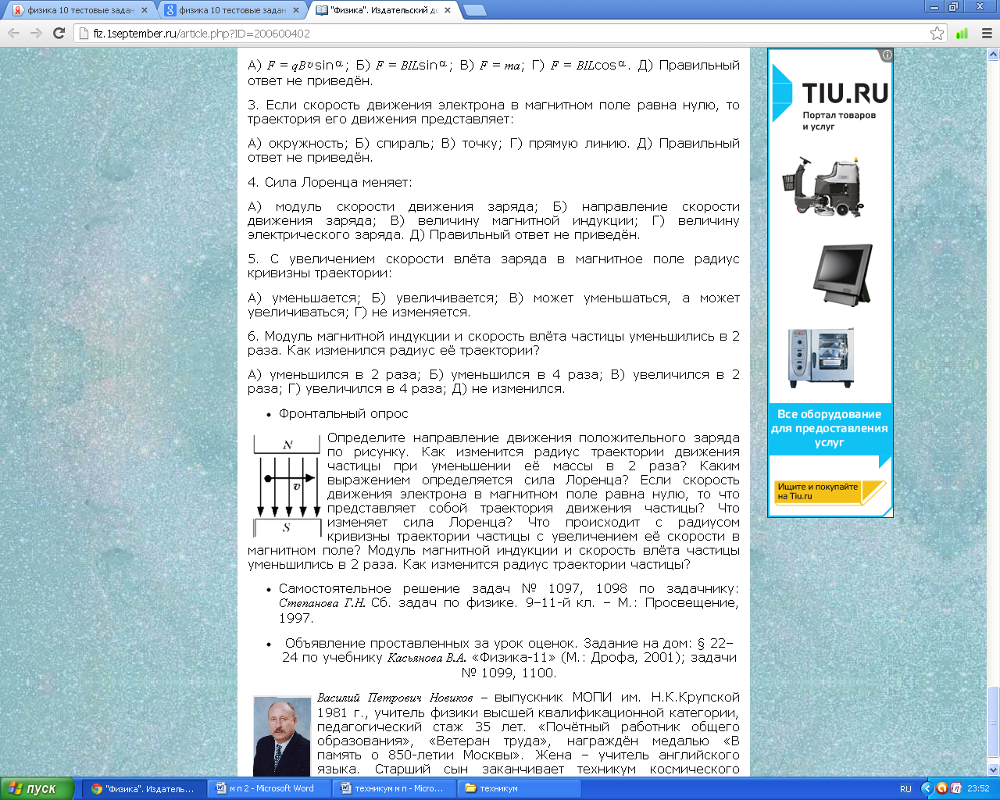 физика 10 тестовые задан
физика 10 тестовые задан
"Физика". Издательский до
fiz.1september.ru/article.php?ID=200600402
А) F = qBυsinα; Б) F = BILsinα; В) F = ma; Г) F = BILcosα. Д) Правильный
ответ не приведён.
3. Если скорость движения электрона в магнитном поле равна нулю, то
траектория его движения представляет:
А) окружность; Б) спираль; В) точку; Г) прямую линию. Д) Правильный
ответ не приведён.
4. Сила Лоренца меняет:
А) модуль скорости движения заряда; Б) направление скорости
движения заряда; В) величину магнитной индукции; Г) величину
электрического заряда. Д) Правильный ответ не приведён.
5. С увеличением скорости влёта заряда в магнитное поле радиус
кривизны траектории:
А) уменьшается; Б) увеличивается; В) может уменьшаться, а может
увеличиваться; Г) не изменяется.
6. Модуль магнитной индукции и скорость влёта частицы уменьшились в 2
раза. Как изменился радиус её траектории?
А) уменьшился в 2 раза; Б) уменьшился в 4 раза; В) увеличился в 2
раза; Г) увеличился в 4 раза; Д) не изменился.
• Фронтальный опрос
N
υ
S
Определите направление движения положительного заряда
по рисунку. Как изменится радиус траектории движения
частицы при уменьшении её массы в 2 раза? Каким
выражением определяется сила Лоренца? Если скорость
движения электрона в магнитном поле равна нулю, то что
представляет собой траектория движения частицы? Что
изменяет сила Лоренца? Что происходит с радиусом
кривизны траектории частицы с увеличением её скорости в
магнитном поле? Модуль магнитной индукции и скорость влёта частицы
уменьшились в 2 раза. Как изменится радиус траектории частицы?
• Самостоятельное решение задач № 1097, 1098 по задачнику:
Степанова Г.Н. Сб. задач по физике. 9–11-й кл. – М.: Просвещение,
1997.
• Объявление проставленных за урок оценок. Задание на дом: § 22–
24 по учебнику Касьянова В.А. «Физика-11» (М.: Дрофа, 2001); задачи
№ 1099, 1100.
Василий Петрович Новиков – выпускник МОПИ им. Н.К.Крупской
1981 г., учитель физики высшей квалификационной категории,
педагогический стаж 35 лет. «Почётный работник общего
образования», «Ветеран труда», награждён медалью «В
память о 850-летии Москвы». Жена – учитель английского
языка. Старший сын заканчивает техникум космического
TIU.RU
Портал товаров
и услуг
Все оборудование
для предоставления
услуг
Ищите и покупайте
на Tiu.ru
пуск
"Физика". Издатель...
м п 2 - Microsoft Word
техникум м п - Micro...
техникум
RU
23:52